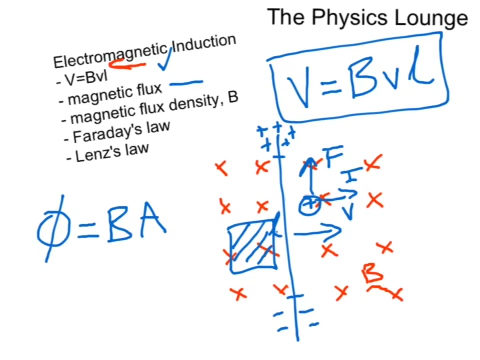 The Physics Lounge
Electromagnetic Induction
- V=Bvl
- magnetic flux
- magnetic flux density, B
- Faraday's law
- Lenz's law
V=Bvl
+ + +
+ +
F
I
+
V
ϕ=BA
B